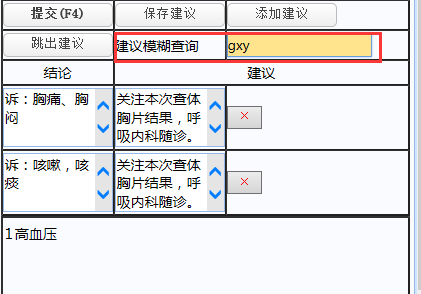 提交(F4) 保存建议 添加建议
跳出建议 建议模糊查询 gxy
结论 建议
诉：胸痛、胸闷 关注本次查体胸片结果，呼吸内科随诊。 ×
诉：咳嗽，咳痰 关注本次查体胸片结果，呼吸内科随诊。 ×
1高血压